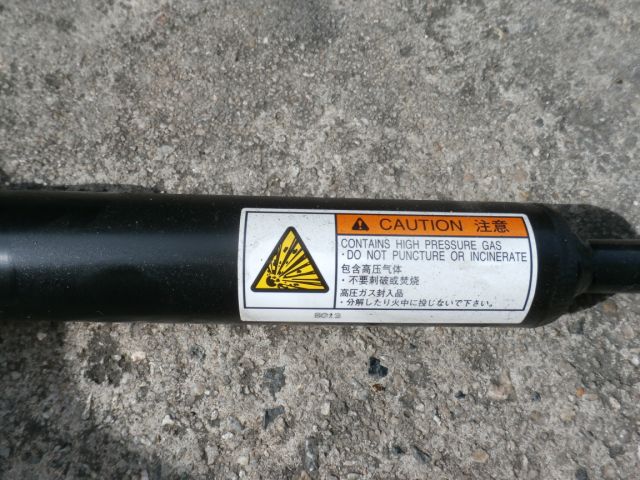 CAUTION 注意
CONTAINS HIGH PRESSURE GAS
·DO NOT PUNCTURE OR INCINERATE
包含高压气体
·不要刺破或焚烧
高圧ガス封入品
·分解したり火中に投じないで下さい。